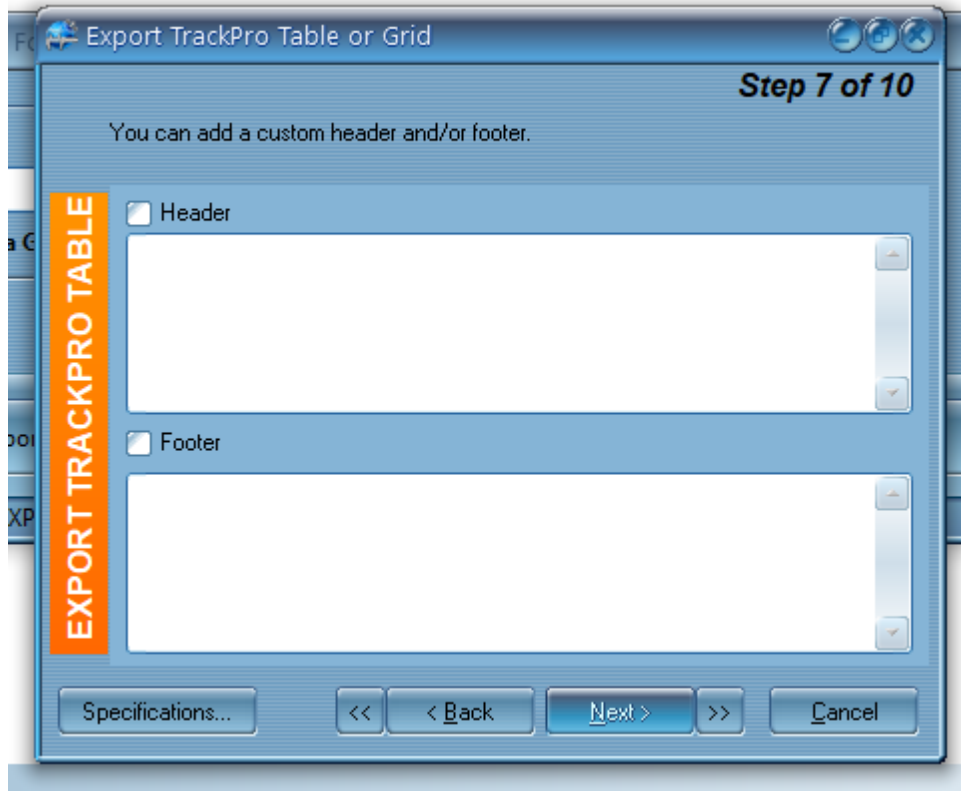 Export TrackPro Table or Grid
Step 7 of 10
You can add a custom header and/or footer.
EXPORT TRACKPRO TABLE
Header
Footer
Specifications...
<<
< Back
Next >
>>
Cancel